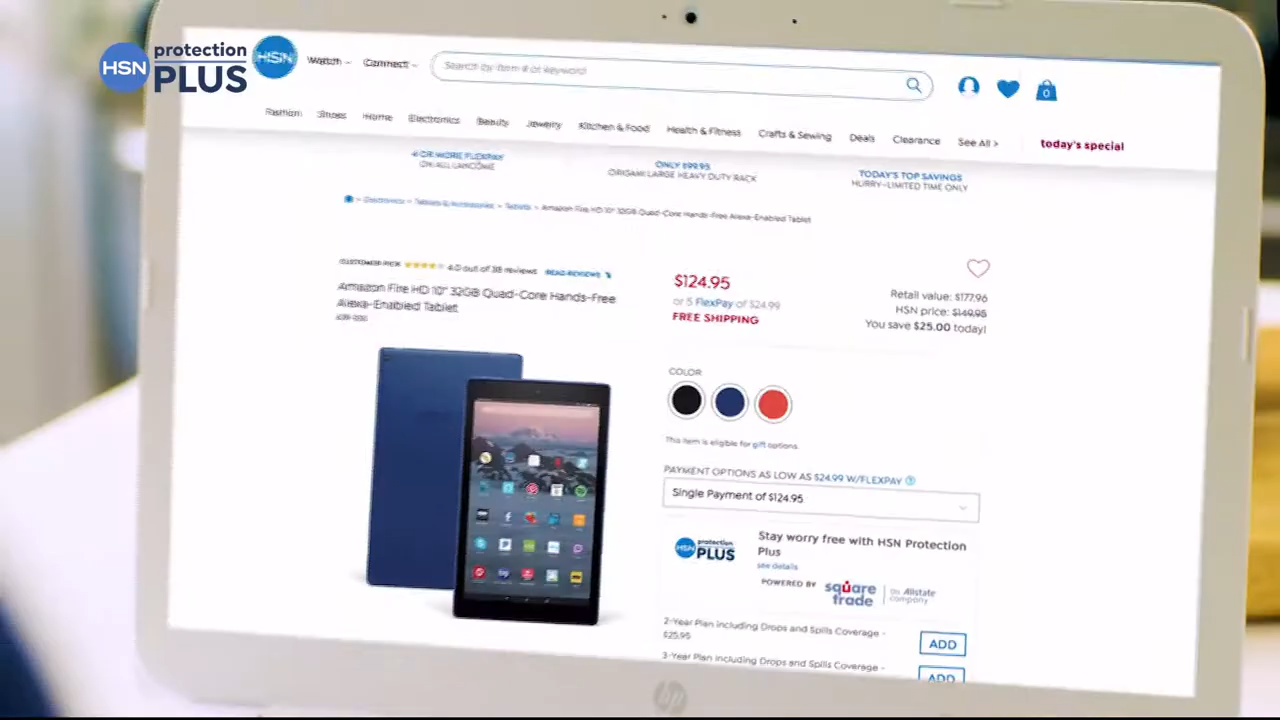 HSN protection PLUS
HSN
Watch
Connect
Search by item # or keyword
0
Fashion Shoes Home Electronics Beauty Jewelry Kitchen & Food Health & Fitness Crafts & Sewing Deals Clearance See All > today's special
4 OR MORE FLEXPAY
ON ALL LANCOME
ONLY $99.95
ORIGAMI LARGE HEAVY DUTY RACK
TODAY'S TOP SAVINGS
HURRY–LIMITED TIME ONLY
> Electronics > Tablets & Accessories > Tablets > Amazon Fire HD 10" 32GB Quad-Core Hands-Free Alexa-Enabled Tablet
CUSTOMER PICK 4.0 out of 38 reviews READ REVIEWS
Amazon Fire HD 10" 32GB Quad-Core Hands-Free
Alexa-Enabled Tablet
$124.95
or 5 FlexPay of $24.99
FREE SHIPPING
Retail value: $177.96
HSN price: $149.95
You save $25.00 today!
COLOR
This item is eligible for gift options.
PAYMENT OPTIONS AS LOW AS $24.99 W/FLEXPAY ?
Single Payment of $124.95
HSN protection PLUS
Stay worry free with HSN Protection
Plus
see details
POWERED BY square trade an Allstate company
2-Year Plan including Drops and Spills Coverage -
$25.95
ADD
3-Year Plan including Drops and Spills Coverage -
ADD
hp